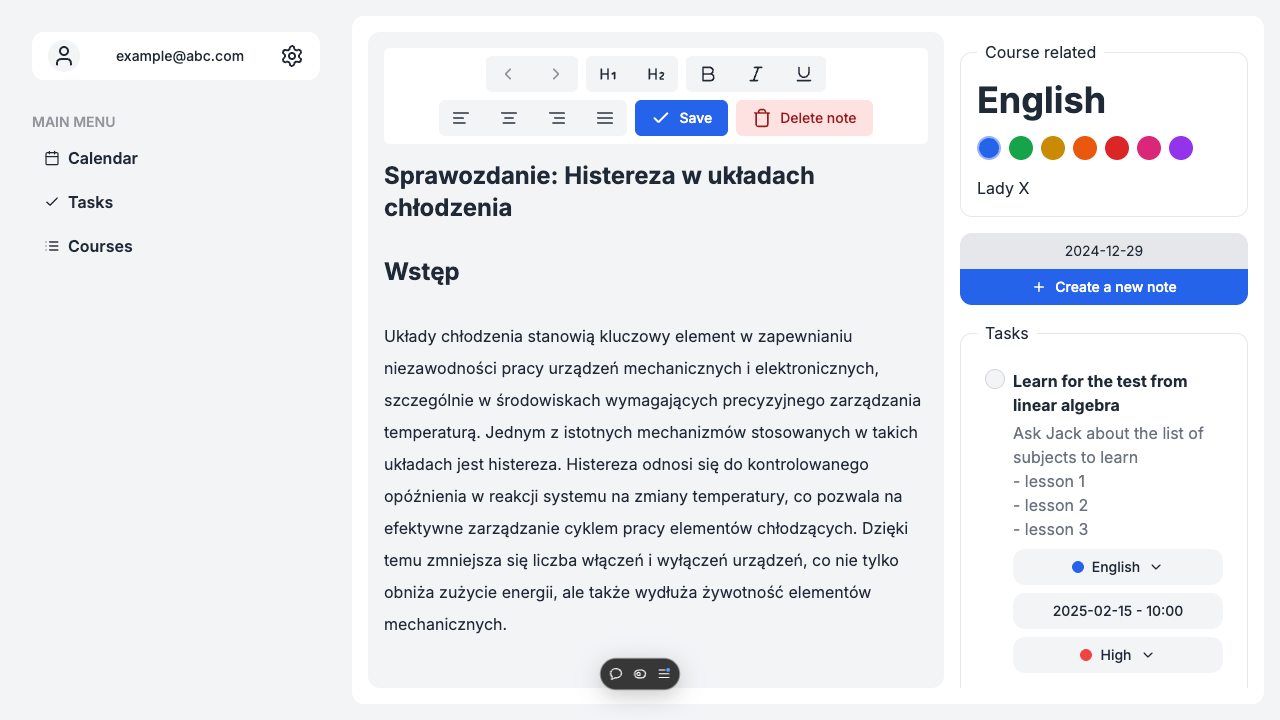 example@abc.com
MAIN MENU
Calendar
Tasks
Courses
H1 H2 B I U
Save Delete note
Sprawozdanie: Histereza w układach
chłodzenia
Wstęp
Układy chłodzenia stanowią kluczowy element w zapewnianiu
niezawodności pracy urządzeń mechanicznych i elektronicznych,
szczególnie w środowiskach wymagających precyzyjnego zarządzania
temperaturą. Jednym z istotnych mechanizmów stosowanych w takich
układach jest histereza. Histereza odnosi się do kontrolowanego
opóźnienia w reakcji systemu na zmiany temperatury, co pozwala na
efektywne zarządzanie cyklem pracy elementów chłodzących. Dzięki
temu zmniejsza się liczba włączeń i wyłączeń urządzeń, co nie tylko
obniża zużycie energii, ale także wydłuża żywotność elementów
mechanicznych.
Course related
English
Lady X
2024-12-29
Create a new note
Tasks
Learn for the test from
linear algebra
Ask Jack about the list of
subjects to learn
- lesson 1
- lesson 2
- lesson 3
English
2025-02-15 - 10:00
High